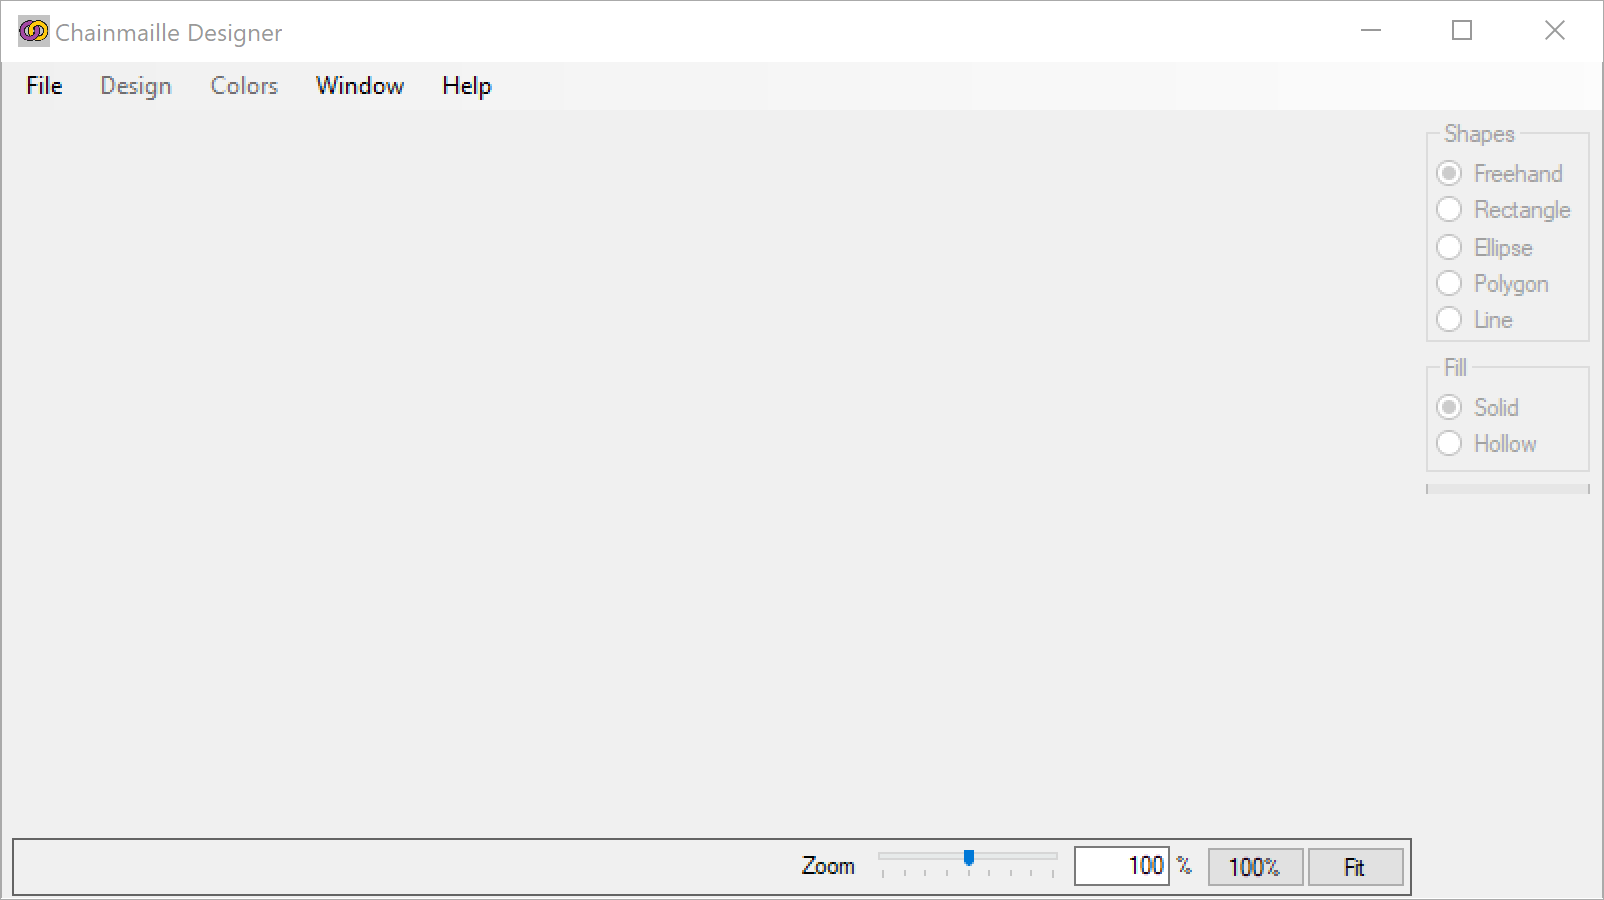 Chainmaille Designer
File Design Colors Window Help
Shapes
Freehand
Rectangle
Ellipse
Polygon
Line
Fill
Solid
Hollow
Zoom 100 % 100% Fit